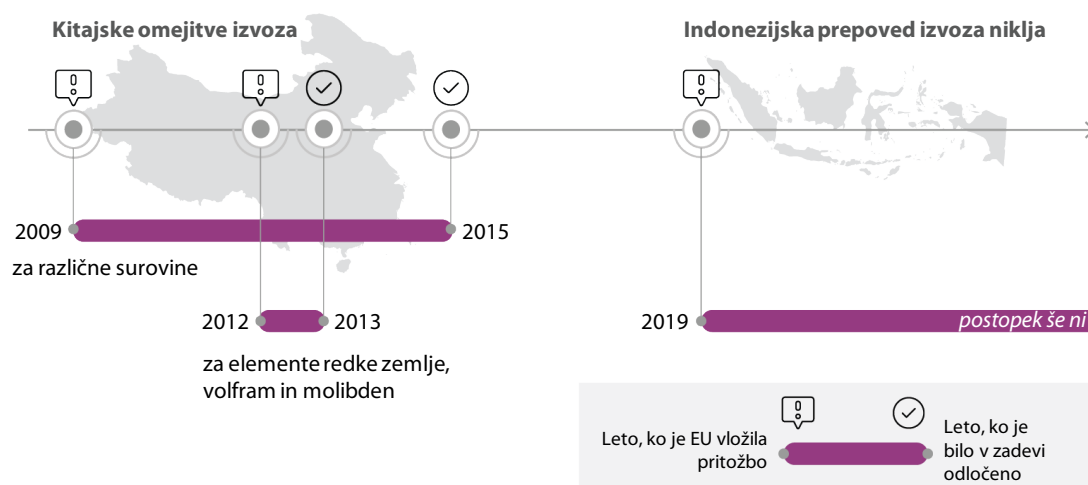 Kitajske omejitve izvoza
Indonezijska prepoved izvoza niklja
2009
2015
za različne surovine
2012
2013
za elemente redke zemlje,
volfram in molibden
2019
postopek še ni
Leto, ko je EU vložila
pritožbo
Leto, ko je
bilo v zadevi
odločeno